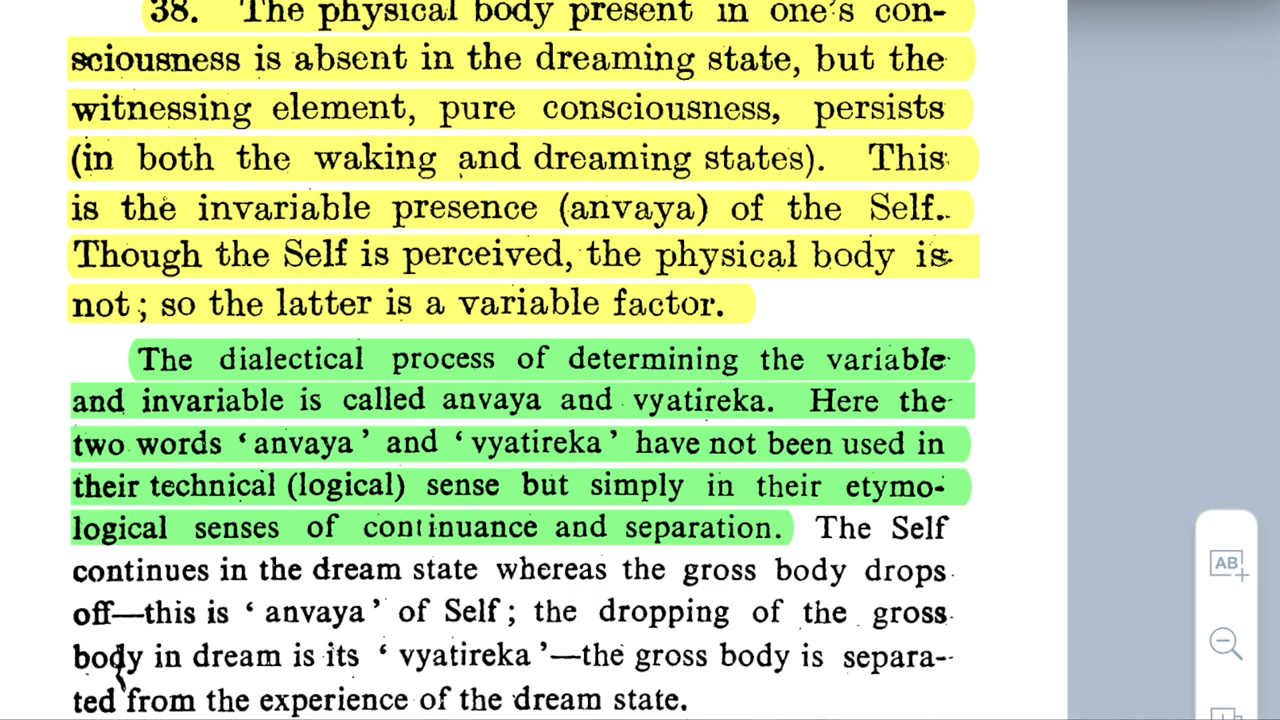 38. The physical body present in one's con-
sciousness is absent in the dreaming state, but the
witnessing element, pure consciousness, persists
(in both the waking and dreaming states). This
is the invariable presence (anvaya) of the Self.
Though the Self is perceived, the physical body is
not; so the latter is a variable factor.
The dialectical process of determining the variable
and invariable is called anvaya and vyatireka. Here the
two words ‘anvaya’ and ‘vyatireka’ have not been used in
their technical (logical) sense but simply in their etymo-
logical senses of continuance and separation. The Self
continues in the dream state whereas the gross body drops
off—this is ‘anvaya’ of Self; the dropping of the gross
body in dream is its ‘vyatireka’—the gross body is separa-
ted from the experience of the dream state.
AB